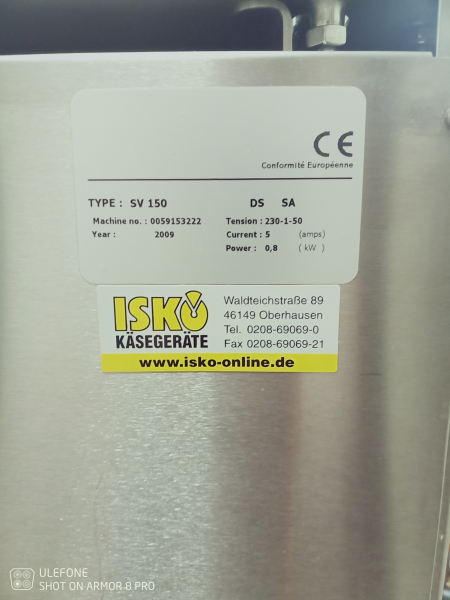 CE
Conformité Européenne
TYPE : SV 150 DS SA
Machine no. : 0059153222 Tension : 230-1-50
Year : 2009 Current : 5 (amps)
Power : 0,8 ( kW )
ISKO
KÄSEGERÄTE
Waldteichstraße 89
46149 Oberhausen
Tel. 0208-69069-0
Fax 0208-69069-21
www.isko-online.de
ULEFONE
SHOT ON ARMOR 8 PRO